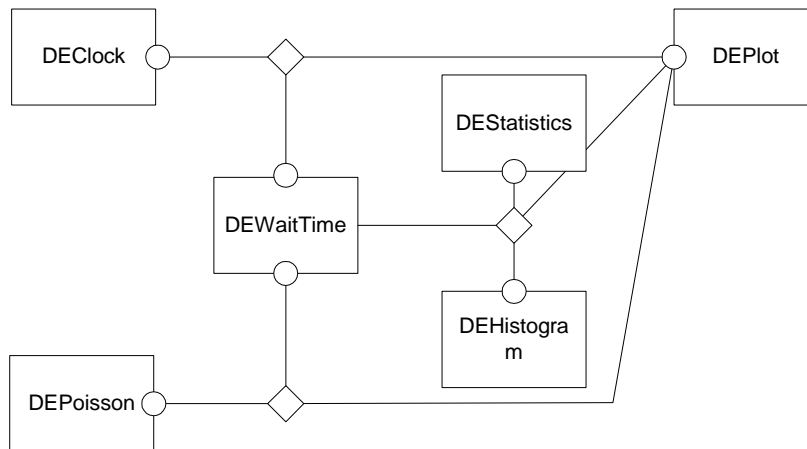 DEClock
DEPlot
DEStatistics
DEWaitTime
DEHistogra
m
DEPoisson